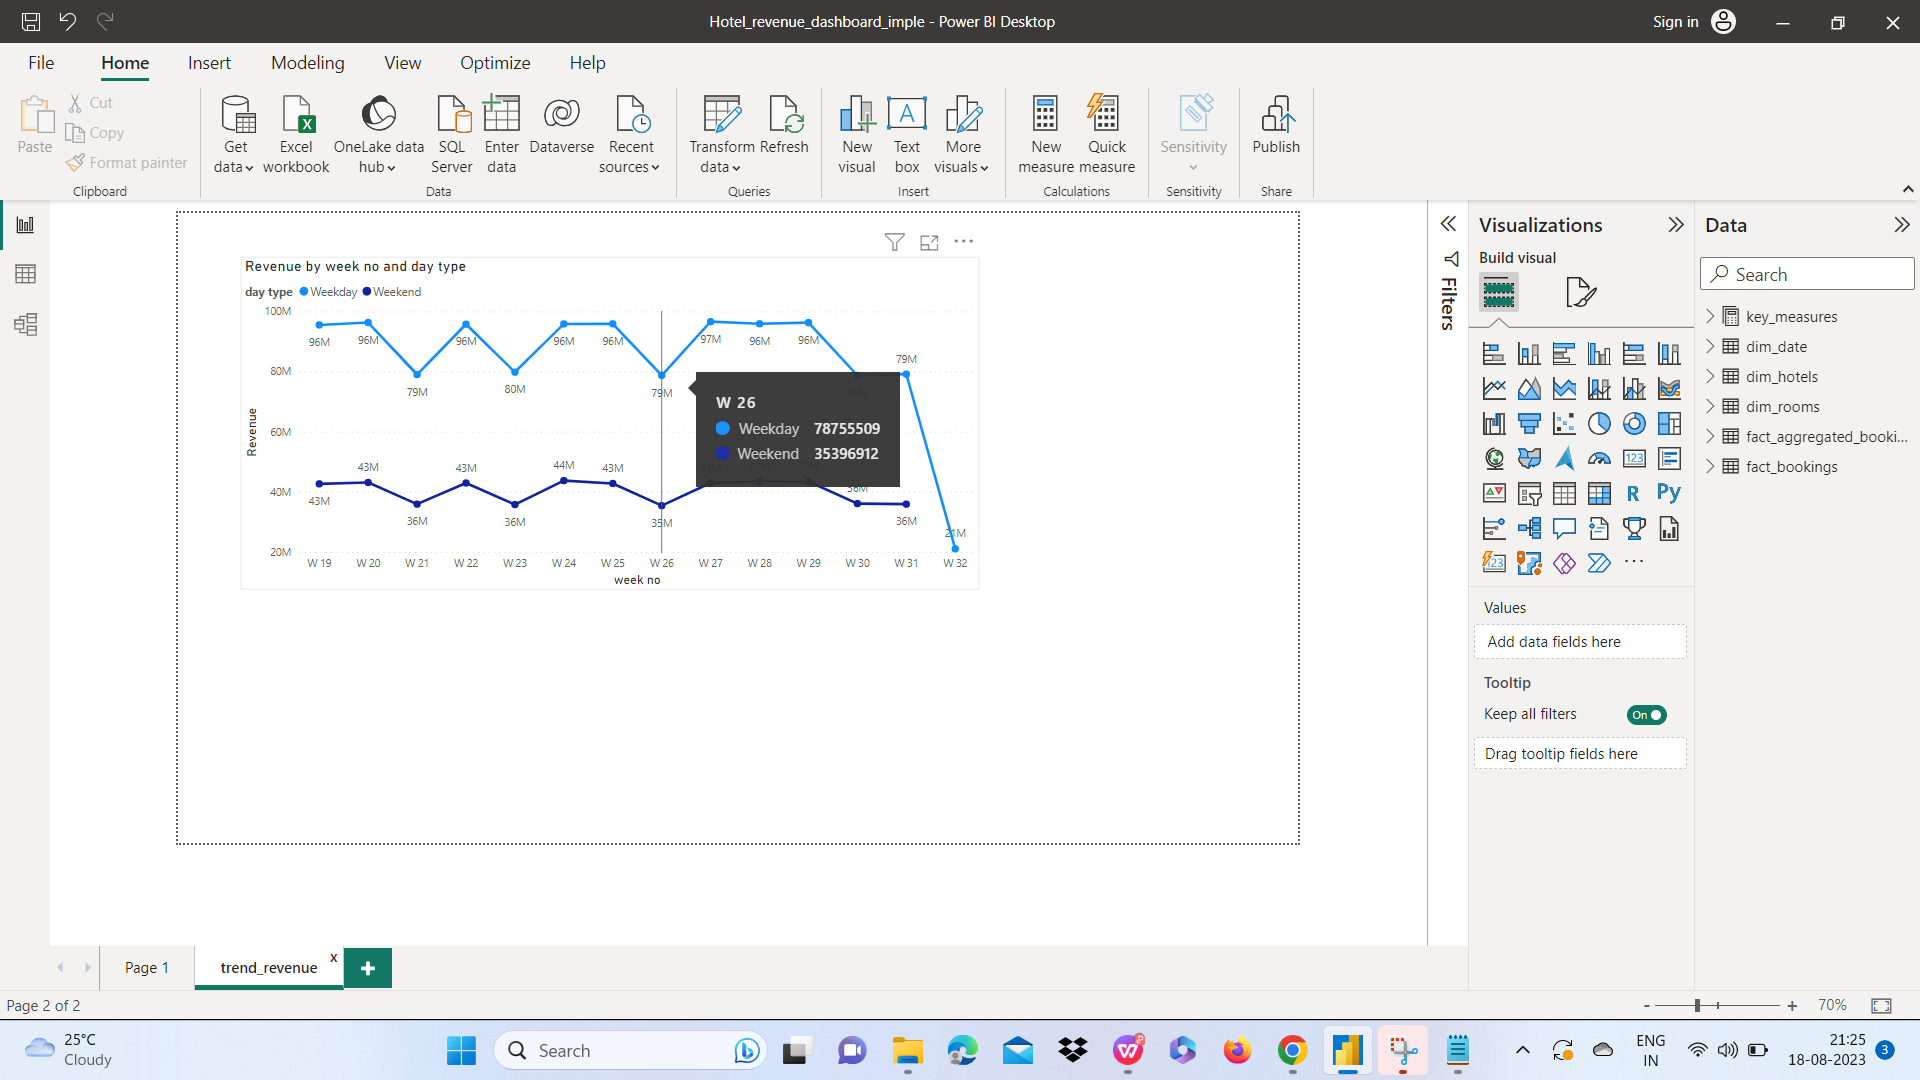 Hotel_revenue_dashboard_imple - Power BI Desktop
Sign in
File Home Insert Modeling View Optimize Help
Paste
Cut
Copy
Format painter
Clipboard
Get data
Excel workbook
OneLake data hub
SQL Server
Enter data
Dataverse
Recent sources
Data
Transform data
Refresh
Queries
New visual
Text box
More visuals
Insert
New measure
Quick measure
Calculations
Sensitivity
Sensitivity
Publish
Share
Revenue by week no and day type
day type Weekday Weekend
100M
80M
60M
40M
20M
Revenue
96M 96M 79M 96M 80M 96M 96M 79M 97M 96M 96M 79M 21M
43M 43M 36M 43M 36M 44M 43M 35M 36M 36M
W 26
Weekday 78755509
Weekend 35396912
W 19 W 20 W 21 W 22 W 23 W 24 W 25 W 26 W 27 W 28 W 29 W 30 W 31 W 32
week no
Filters
Visualizations
Build visual
123
R
Py
123
Values
Add data fields here
Tooltip
Keep all filters
On
Drag tooltip fields here
Data
Search
key_measures
dim_date
dim_hotels
dim_rooms
fact_aggregated_booki...
fact_bookings
Page 1
trend_revenue
x
+
Page 2 of 2
- + 70%
25°C
Cloudy
Search
ENG
IN
21:25
18-08-2023
3